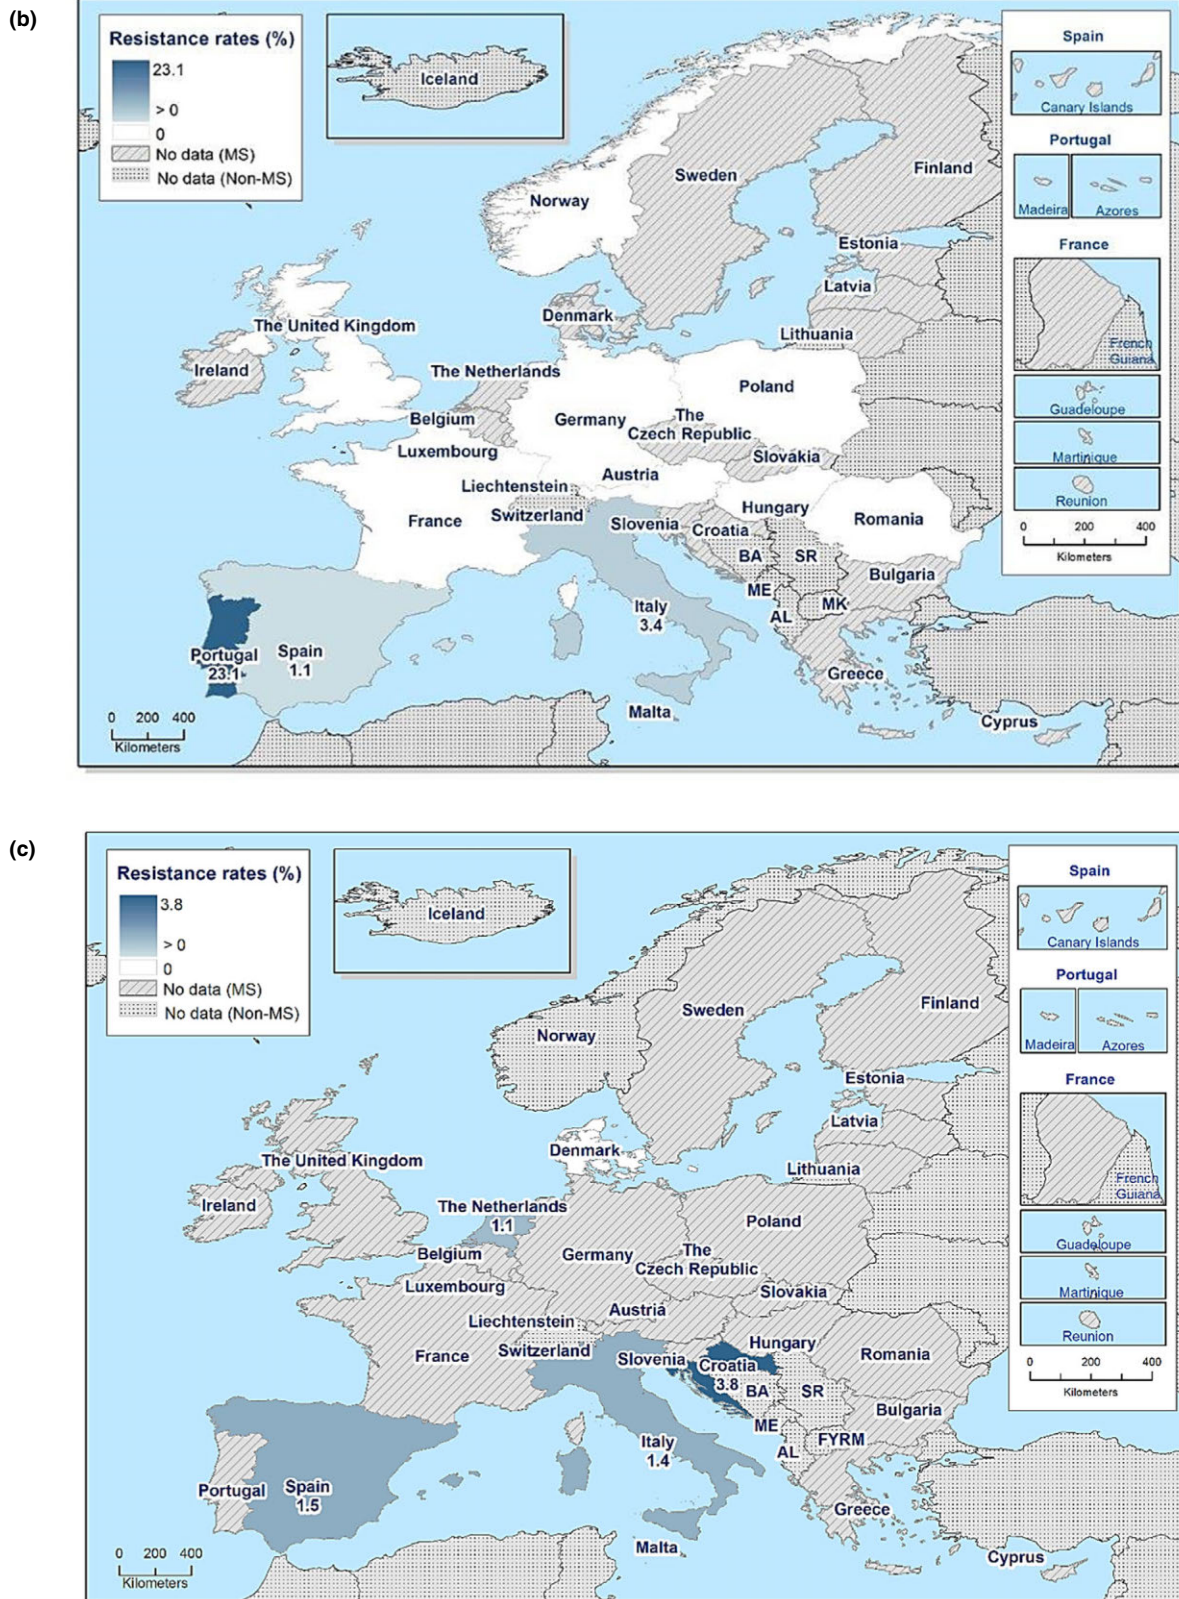 (b)
Resistance rates (%)
23.1
> 0
0
No data (MS)
No data (Non-MS)
Iceland
Spain
Canary Islands
Portugal
Madeira
Azores
France
French
Guiana
Guadeloupe
Martinique
Reunion
0 200 400
Kilometers
Norway
Sweden
Finland
Estonia
Latvia
Lithuania
Denmark
The United Kingdom
Ireland
The Netherlands
Belgium
Luxembourg
Germany
Poland
The
Czech Republic
Slovakia
Austria
Liechtenstein
Switzerland
France
Hungary
Romania
Slovenia
Croatia
BA
SR
ME
MK
AL
Bulgaria
Italy
3.4
Portugal
23.1
Spain
1.1
Greece
Malta
Cyprus
0 200 400
Kilometers
(c)
Resistance rates (%)
3.8
> 0
0
No data (MS)
No data (Non-MS)
Iceland
Spain
Canary Islands
Portugal
Madeira
Azores
France
French
Guiana
Guadeloupe
Martinique
Reunion
0 200 400
Kilometers
Norway
Sweden
Finland
Estonia
Latvia
Lithuania
Denmark
The United Kingdom
Ireland
The Netherlands
1.1
Belgium
Luxembourg
Germany
Poland
The
Czech Republic
Slovakia
Austria
Liechtenstein
Switzerland
France
Hungary
Romania
Slovenia
Croatia
3.8
BA
SR
ME
FYRM
AL
Bulgaria
Italy
1.4
Portugal
Spain
1.5
Greece
Malta
Cyprus
0 200 400
Kilometers